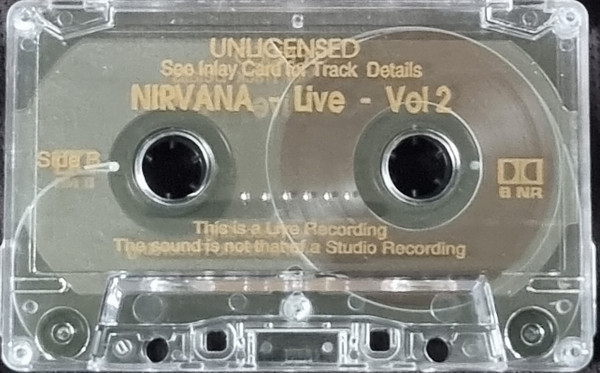 UNLICENSED
See Inlay Card for Track Details
NIRVANA - Live - Vol 2
Side B
B NR
This is a Live Recording
The sound is not that of a Studio Recording